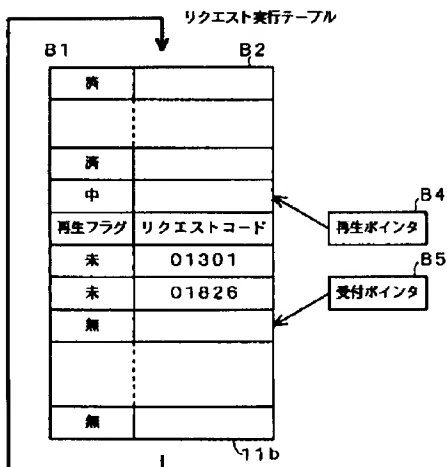 リクエスト実行テーブル
B1 B2
済
済
中
B4
再生フラグ リクエストコード 再生ポインタ
B5
未 01301
未 01826 受付ポインタ
無
無
11b